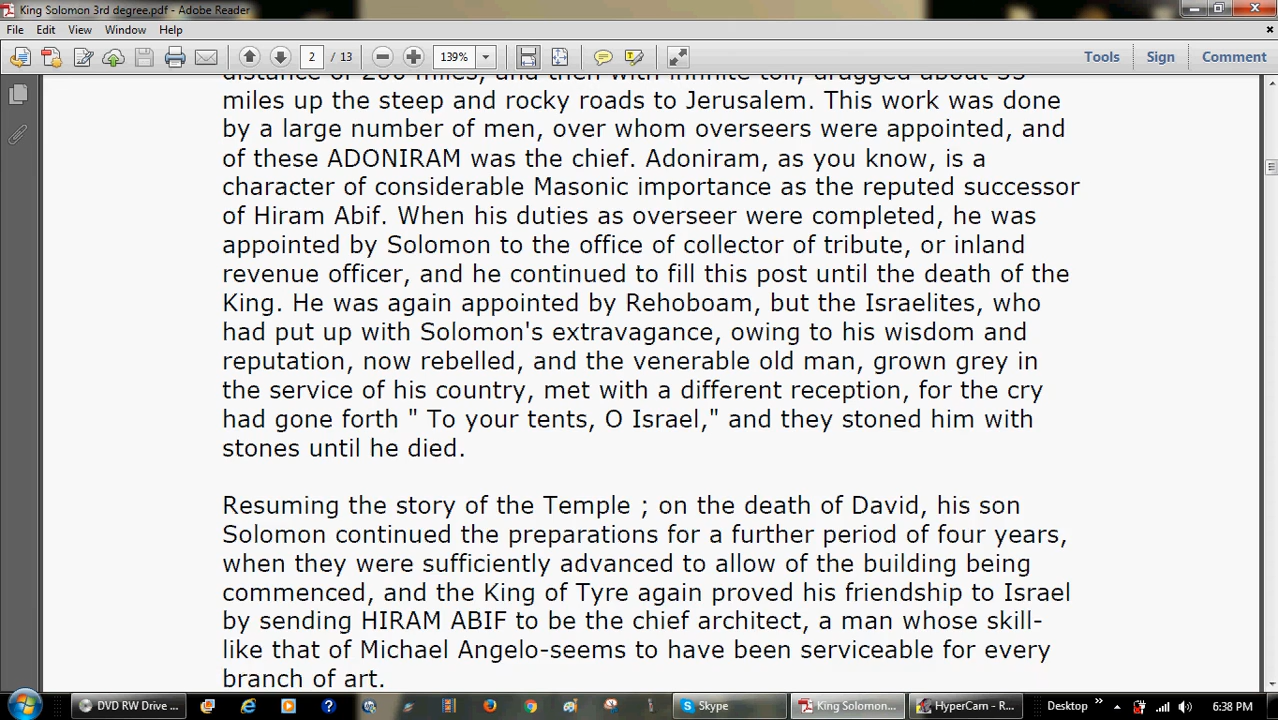 King Solomon 3rd degree.pdf - Adobe Reader
File Edit View Window Help
2 / 13 139% Tools Sign Comment
miles up the steep and rocky roads to Jerusalem. This work was done
by a large number of men, over whom overseers were appointed, and
of these ADONIRAM was the chief. Adoniram, as you know, is a
character of considerable Masonic importance as the reputed successor
of Hiram Abif. When his duties as overseer were completed, he was
appointed by Solomon to the office of collector of tribute, or inland
revenue officer, and he continued to fill this post until the death of the
King. He was again appointed by Rehoboam, but the Israelites, who
had put up with Solomon's extravagance, owing to his wisdom and
reputation, now rebelled, and the venerable old man, grown grey in
the service of his country, met with a different reception, for the cry
had gone forth " To your tents, O Israel," and they stoned him with
stones until he died.
Resuming the story of the Temple ; on the death of David, his son
Solomon continued the preparations for a further period of four years,
when they were sufficiently advanced to allow of the building being
commenced, and the King of Tyre again proved his friendship to Israel
by sending HIRAM ABIF to be the chief architect, a man whose skill-
like that of Michael Angelo-seems to have been serviceable for every
branch of art.
DVD RW Drive ... Skype King Solomon... HyperCam - R... Desktop » 6:38 PM